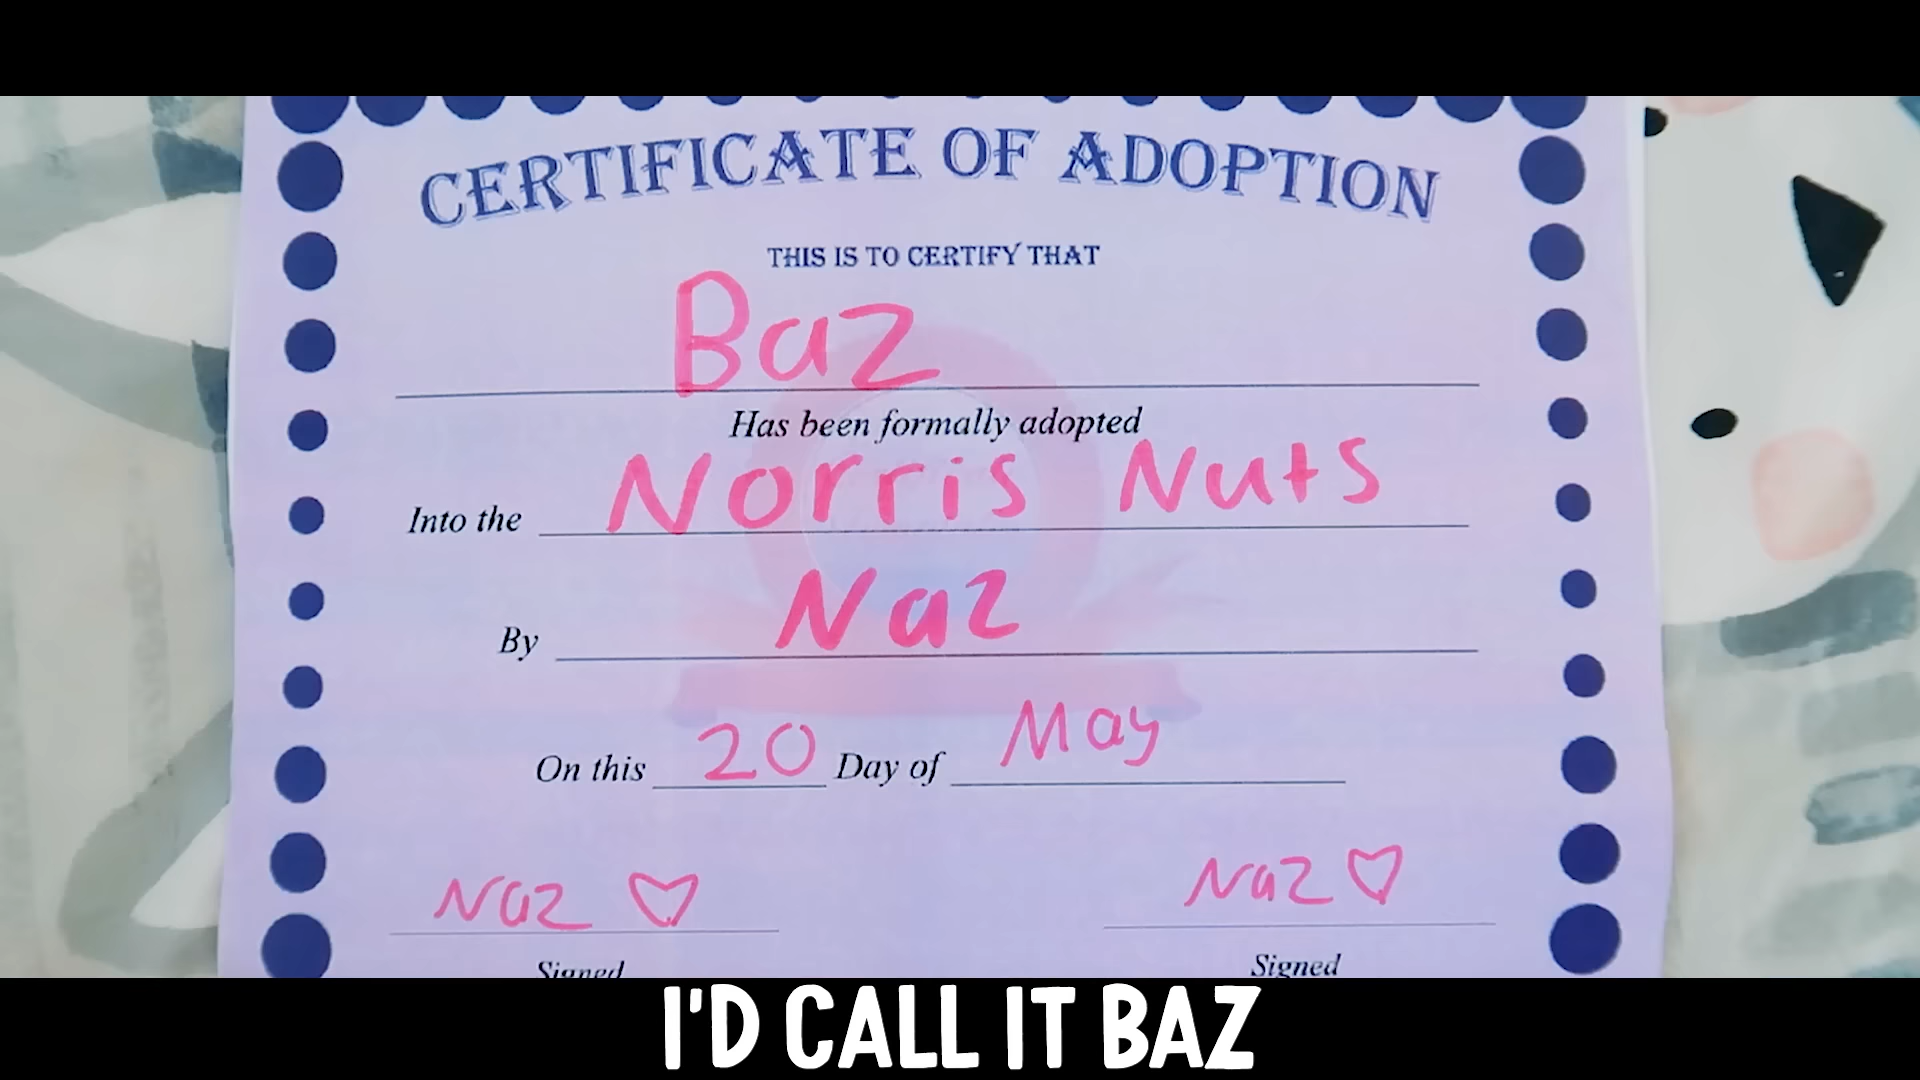 CERTIFICATE OF ADOPTION
THIS IS TO CERTIFY THAT
Baz
Has been formally adopted
Into the Norris Nuts
By Naz
On this 20 Day of May
Naz ♡ Naz ♡
Signed Signed
I'D CALL IT BAZ